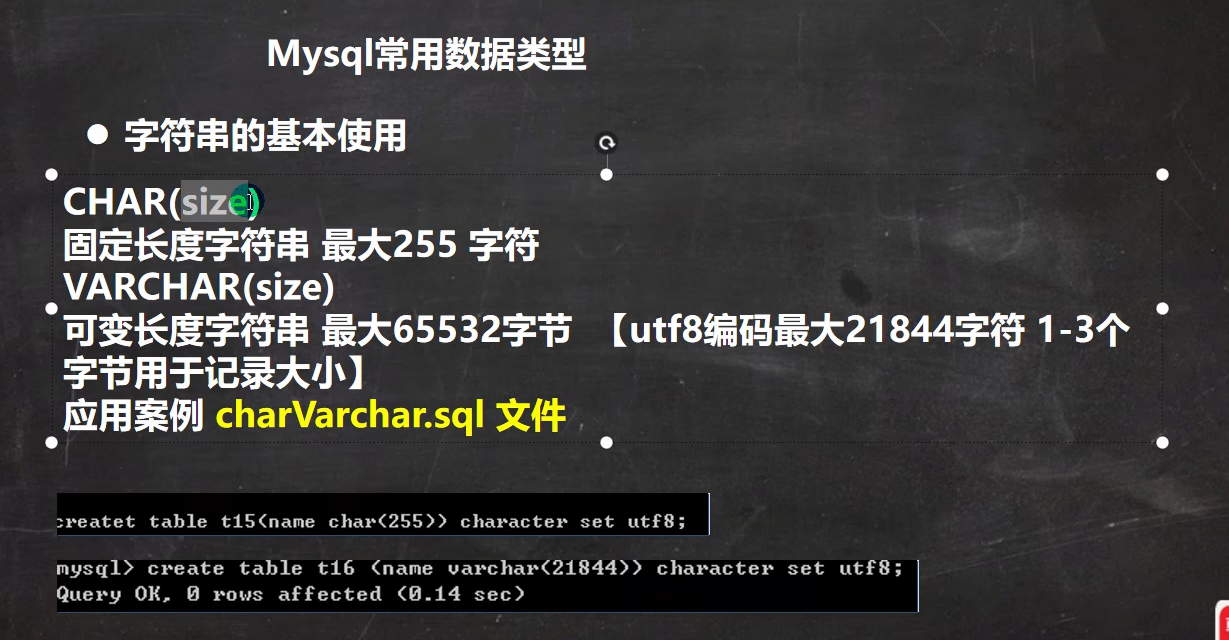 Mysql常用数据类型
● 字符串的基本使用
CHAR(size)
固定长度字符串 最大255 字符
VARCHAR(size)
可变长度字符串 最大65532字节 【utf8编码最大21844字符 1-3个
字节用于记录大小】
应用案例 charVarchar.sql 文件
createt table t15(name char(255)) character set utf8;
mysql> create table t16 (name varchar(21844)) character set utf8;
Query OK, 0 rows affected (0.14 sec)